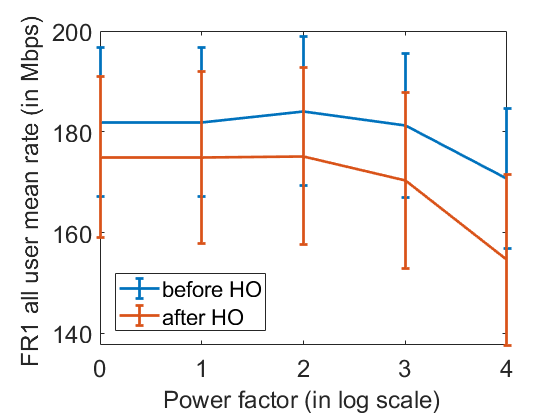 FR1 all user mean rate (in Mbps)
200
180
160
140
before HO
after HO
0 1 2 3 4
Power factor (in log scale)